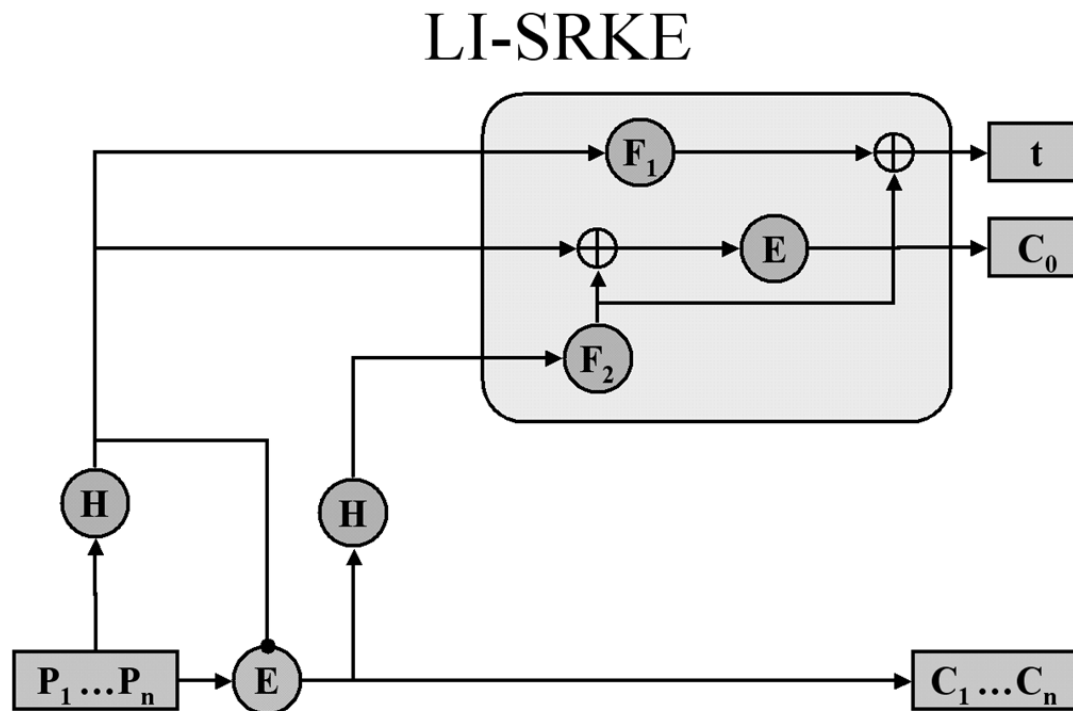 LI-SRKE
F₁
t
E
C₀
F₂
H
H
P₁ …Pₙ
E
C₁ …Cₙ